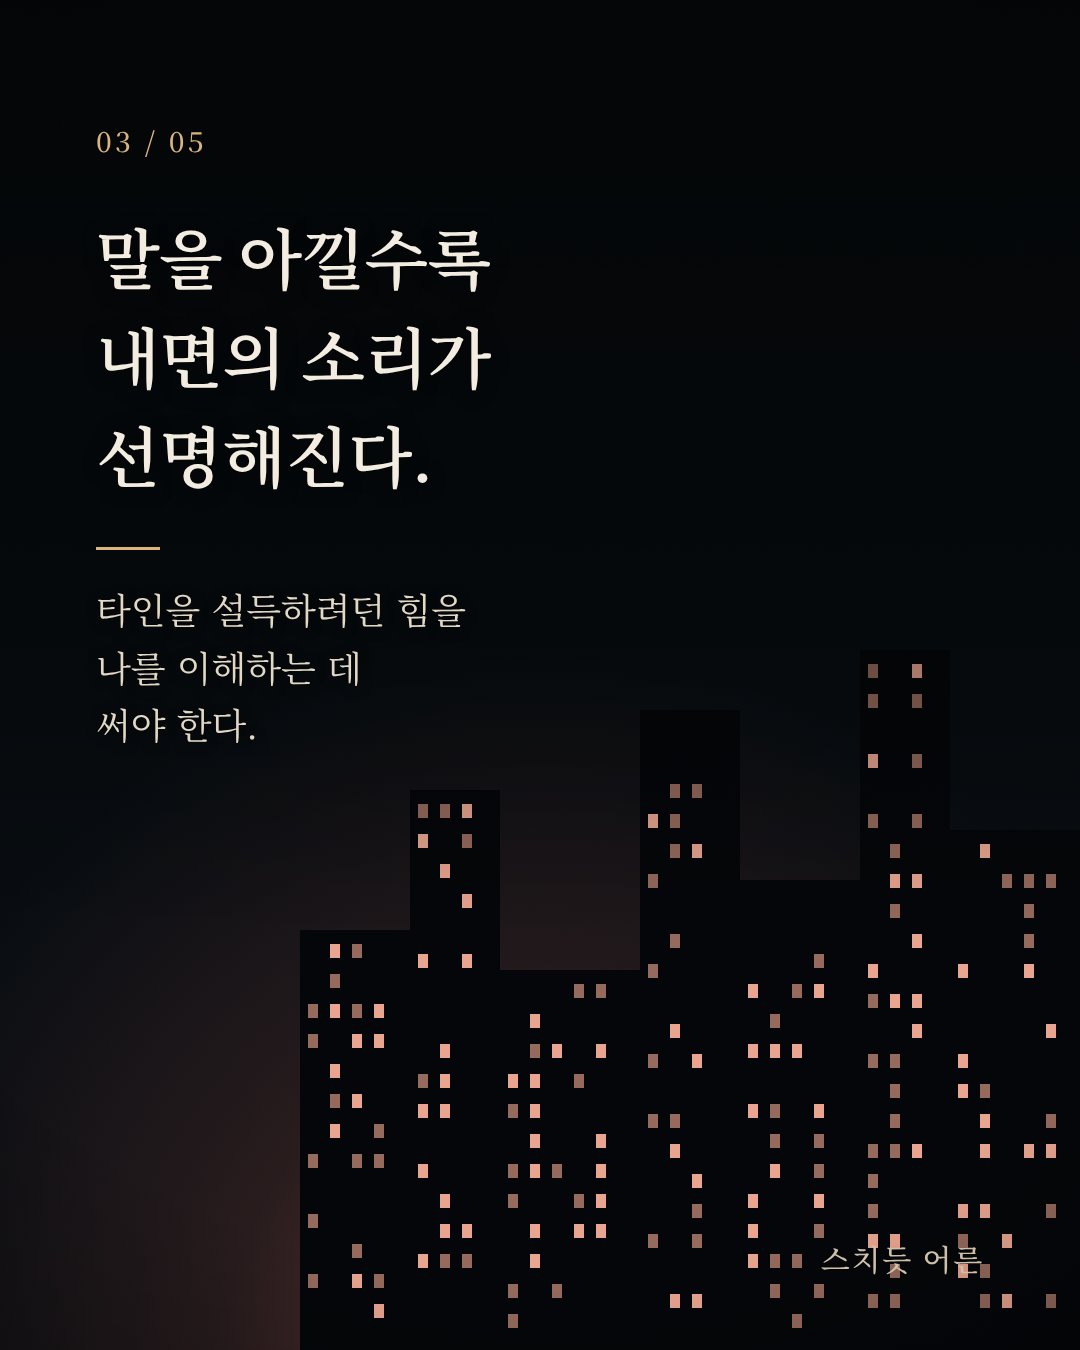 03 / 05
말을 아낄수록
내면의 소리가
선명해진다.
타인을 설득하려던 힘을
나를 이해하는 데
써야 한다.
스치듯 어른